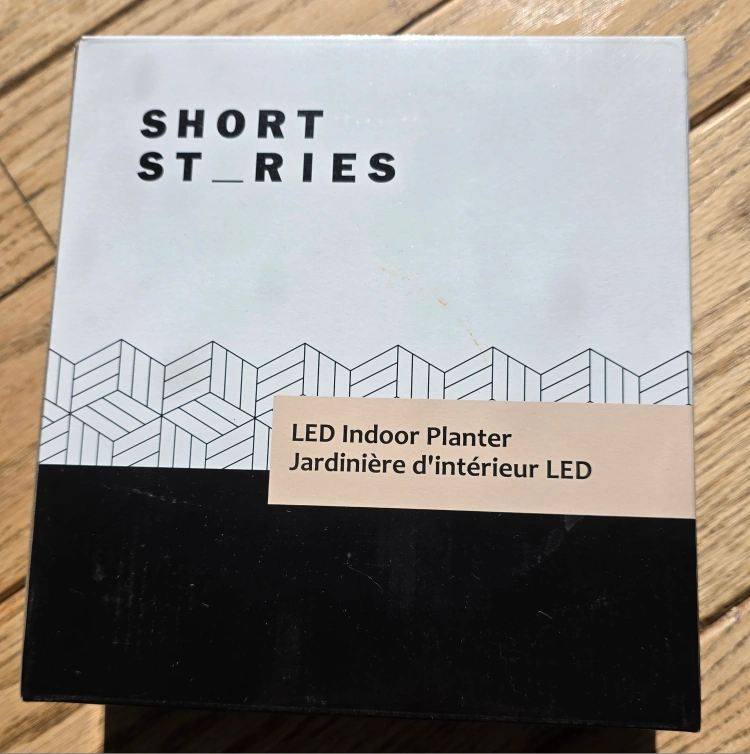 SHORT
ST_RIES
LED Indoor Planter
Jardinière d'intérieur LED